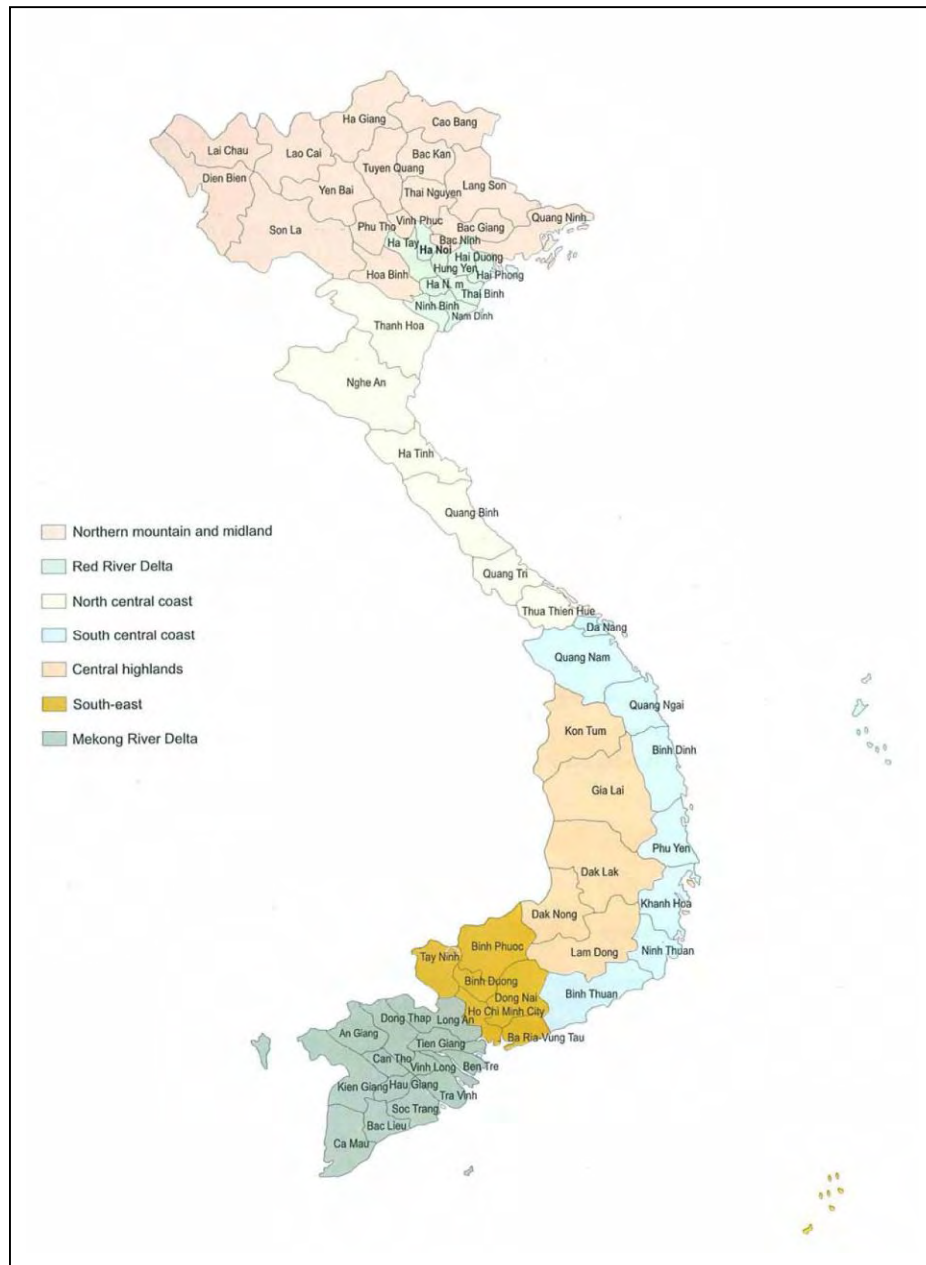 Ha Giang
Cao Bang
Lai Chau
Lao Cai
Bac Kan
Tuyen Quang
Dien Bien
Lang Son
Yen Bai
Thai Nguyen
Quang Ninh
Vinh Phuc
Phu Tho
Bac Giang
Son La
Bac Ninh
Ha Tay
Ha Noi
Hai Duong
Hung Yen
Hai Phong
Hoa Binh
Ha N. m
Thai Binh
Ninh Binh
Nam Dinh
Thanh Hoa
Nghe An
Ha Tinh
Quang Binh
Quang Tri
Thua Thien Hue
Da Nang
Quang Nam
Quang Ngai
Kon Tum
Binh Dinh
Gia Lai
Phu Yen
Dak Lak
Khanh Hoa
Dak Nong
Binh Phuoc
Lam Dong
Ninh Thuan
Tay Ninh
Binh Duong
Binh Thuan
Dong Nai
Ho Chi Minh City
Dong Thap
Long An
An Giang
Ba Ria-Vung Tau
Tien Giang
Can Tho
Vinh Long
Ben Tre
Kien Giang
Hau Giang
Tra Vinh
Soc Trang
Bac Lieu
Ca Mau
Northern mountain and midland
Red River Delta
North central coast
South central coast
Central highlands
South-east
Mekong River Delta